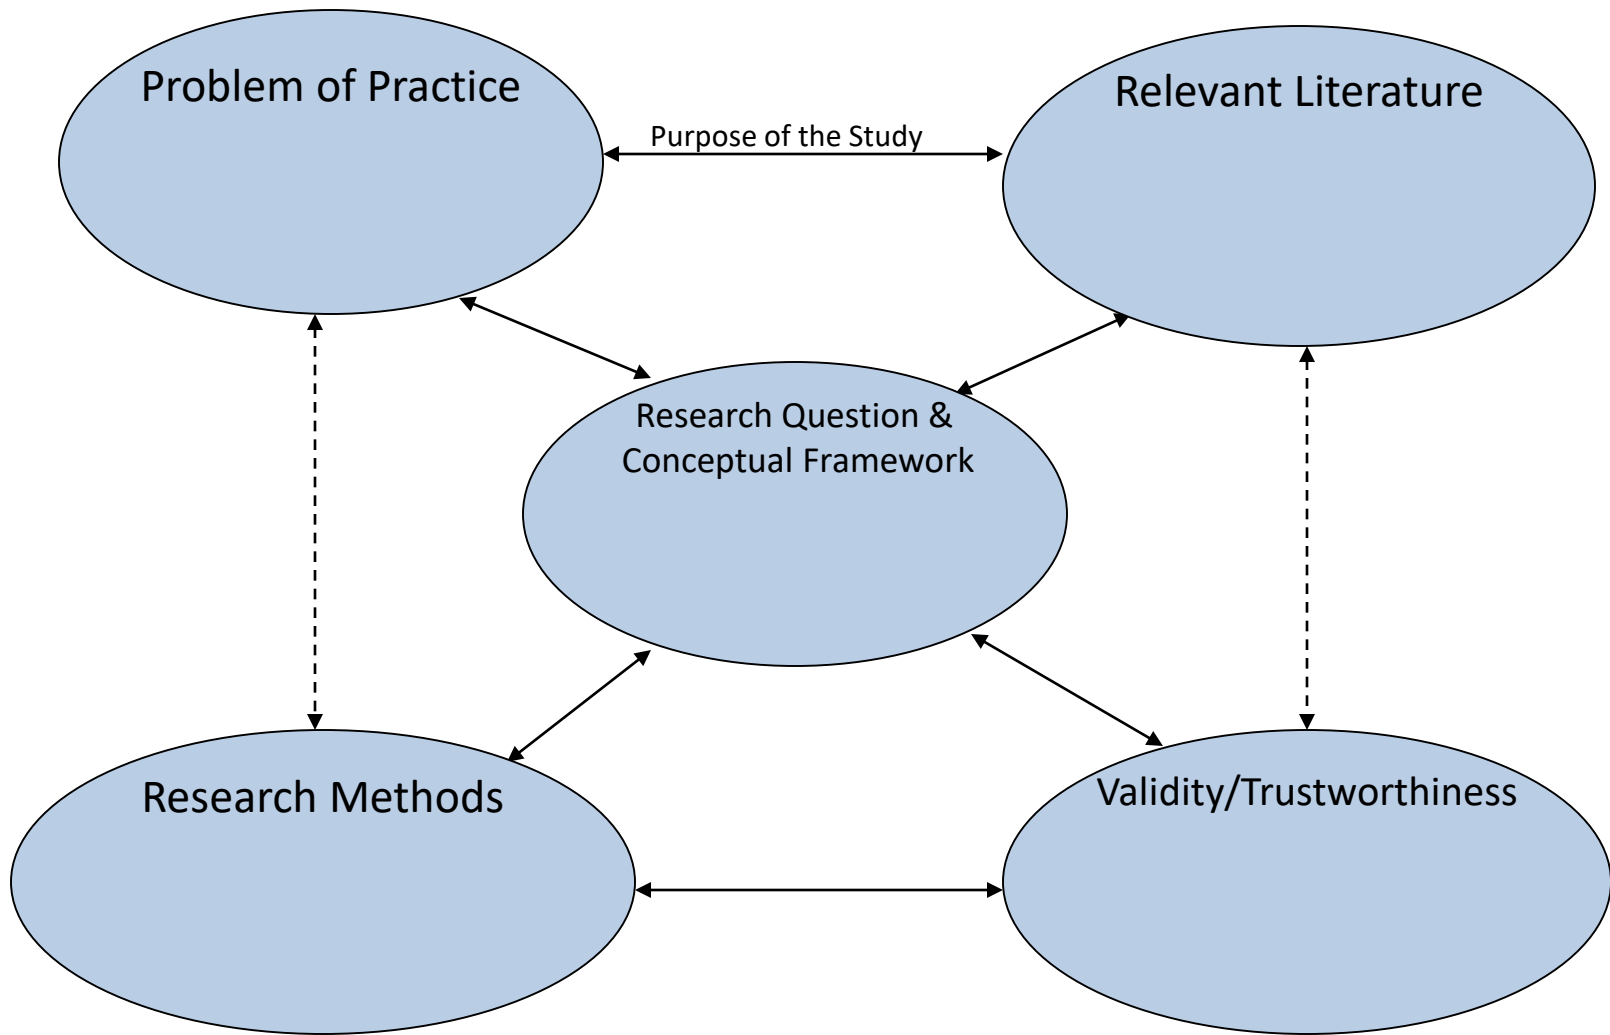 Problem of Practice
Relevant Literature
Purpose of the Study
Research Question &
Conceptual Framework
Research Methods
Validity/Trustworthiness